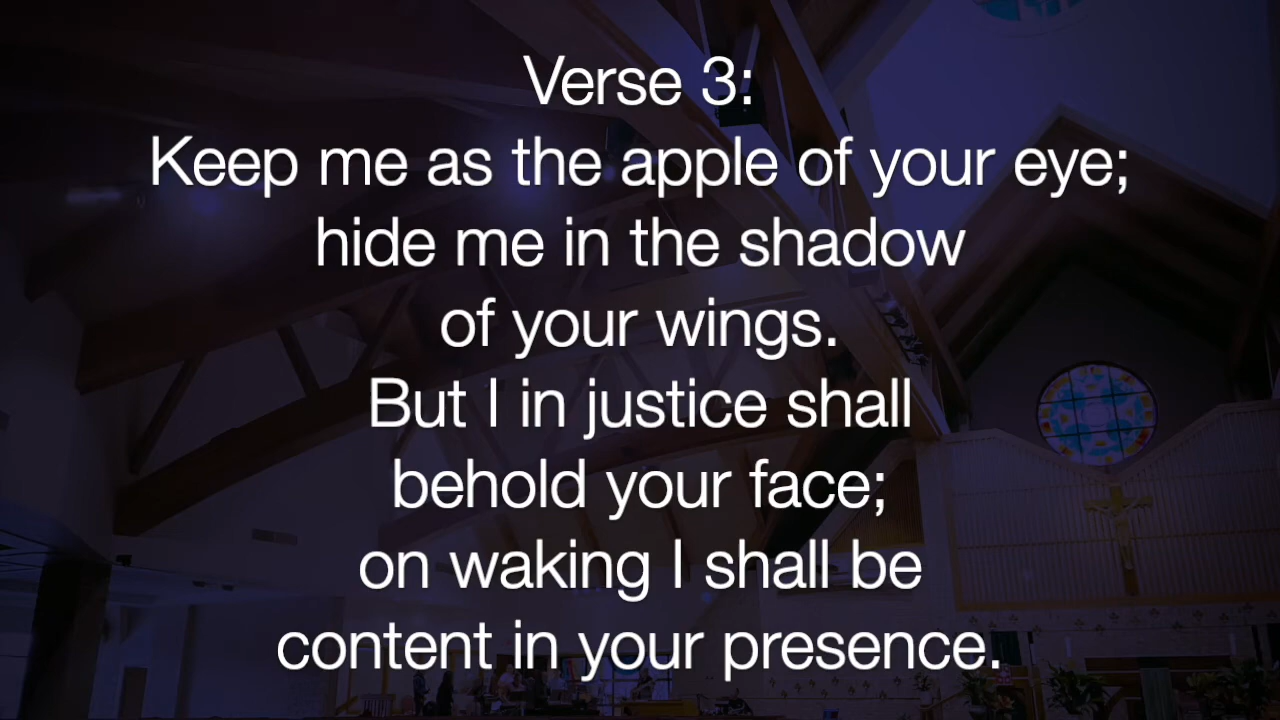 Verse 3:
Keep me as the apple of your eye;
hide me in the shadow
of your wings.
But I in justice shall
behold your face;
on waking I shall be
content in your presence.